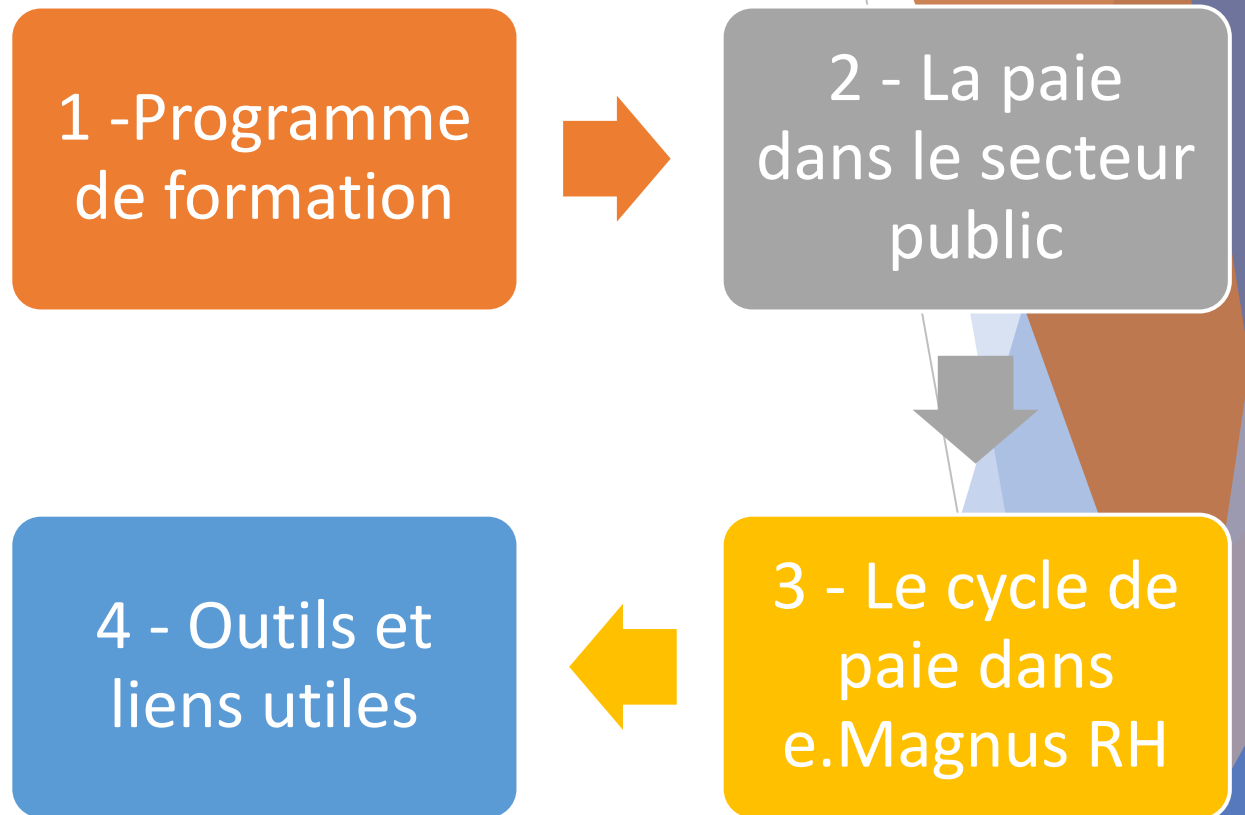 1 -Programme
de formation
2 - La paie
dans le secteur
public
3 - Le cycle de
paie dans
e.Magnus RH
4 - Outils et
liens utiles